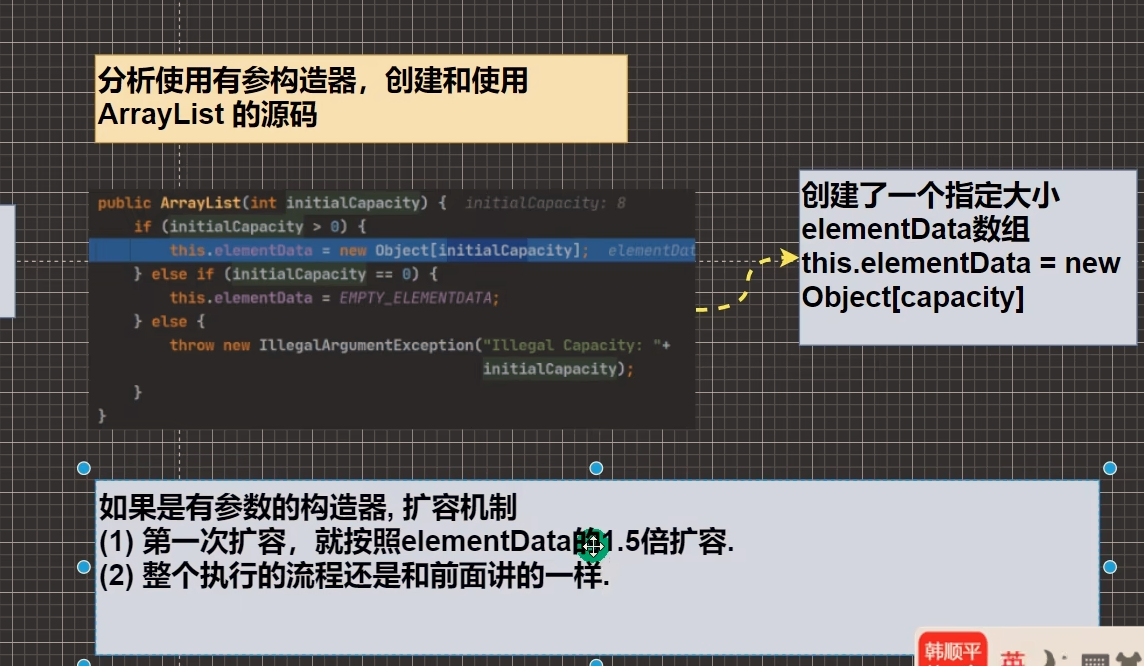 分析使用有参构造器，创建和使用
ArrayList 的源码
public ArrayList(int initialCapacity) {  initialCapacity: 8
if (initialCapacity > 0) {
this.elementData = new Object[initialCapacity];  elementDat
} else if (initialCapacity == 0) {
this.elementData = EMPTY_ELEMENTDATA;
} else {
throw new IllegalArgumentException("Illegal Capacity: "+
initialCapacity);
}
}
创建了一个指定大小
elementData数组
this.elementData = new
Object[capacity]
如果是有参数的构造器, 扩容机制
(1) 第一次扩容，就按照elementData的1.5倍扩容.
(2) 整个执行的流程还是和前面讲的一样.
韩顺平
英